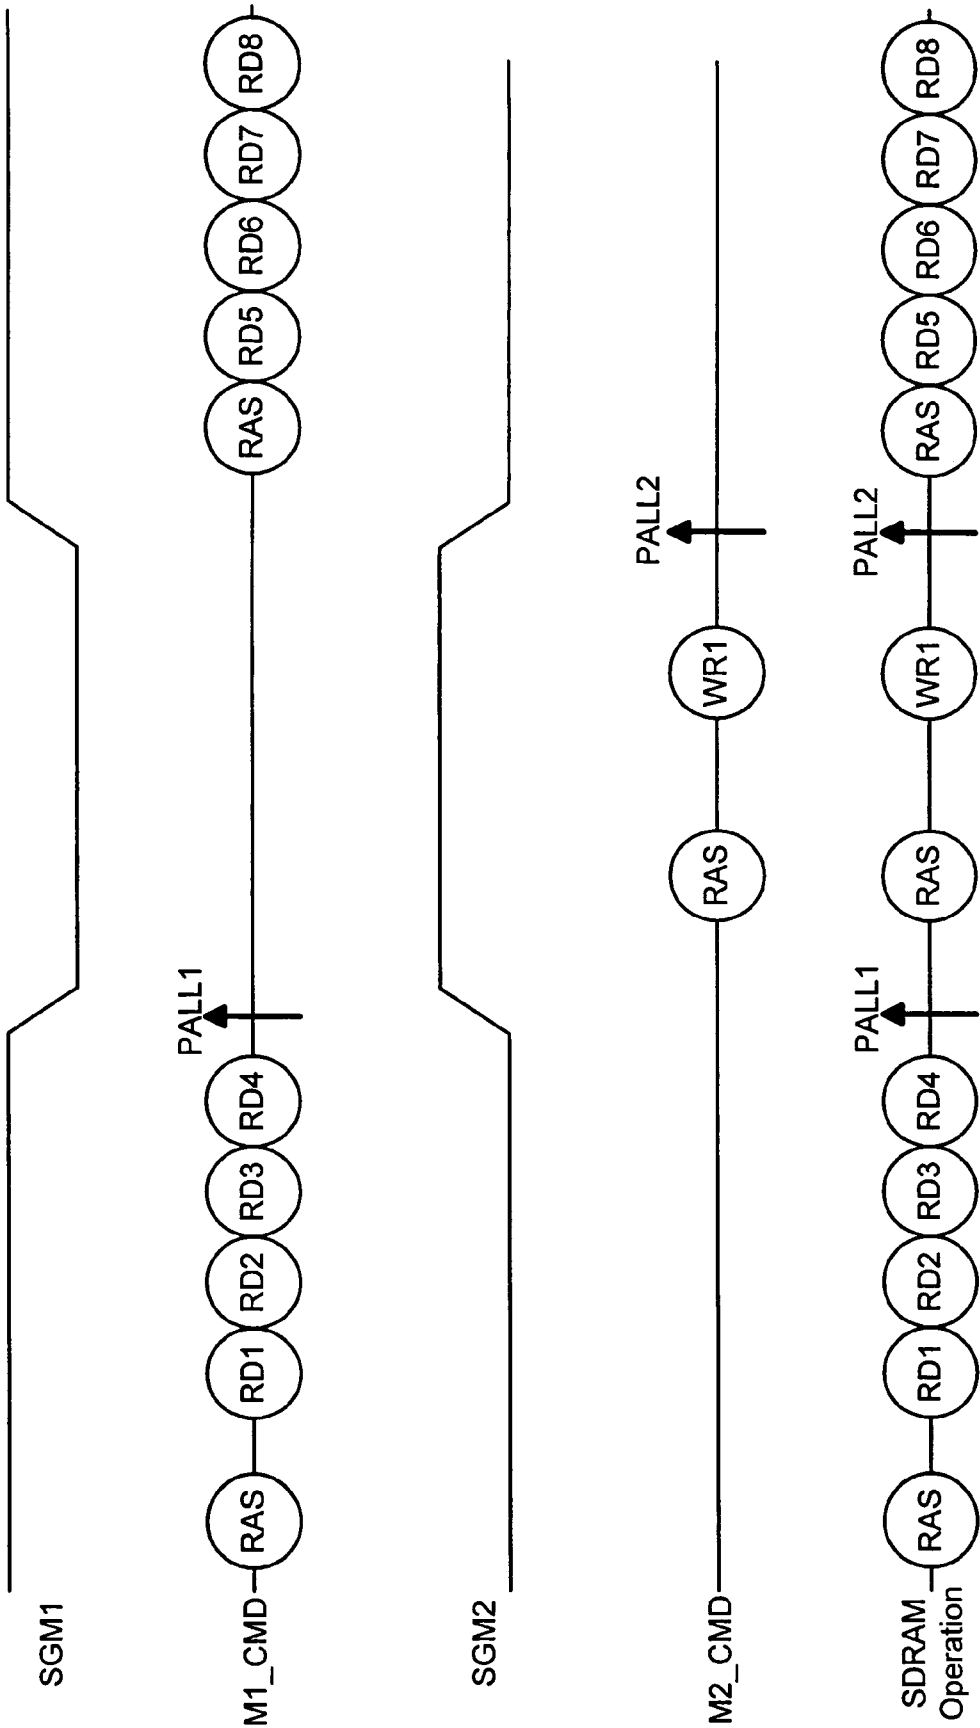 SGM1
M1_CMD
RAS
RD1
RD2
RD3
RD4
PALL1
RAS
RD5
RD6
RD7
RD8
SGM2
M2_CMD
RAS
WR1
PALL2
SDRAM
Operation
RAS
RD1
RD2
RD3
RD4
PALL1
RAS
WR1
PALL2
RAS
RD5
RD6
RD7
RD8